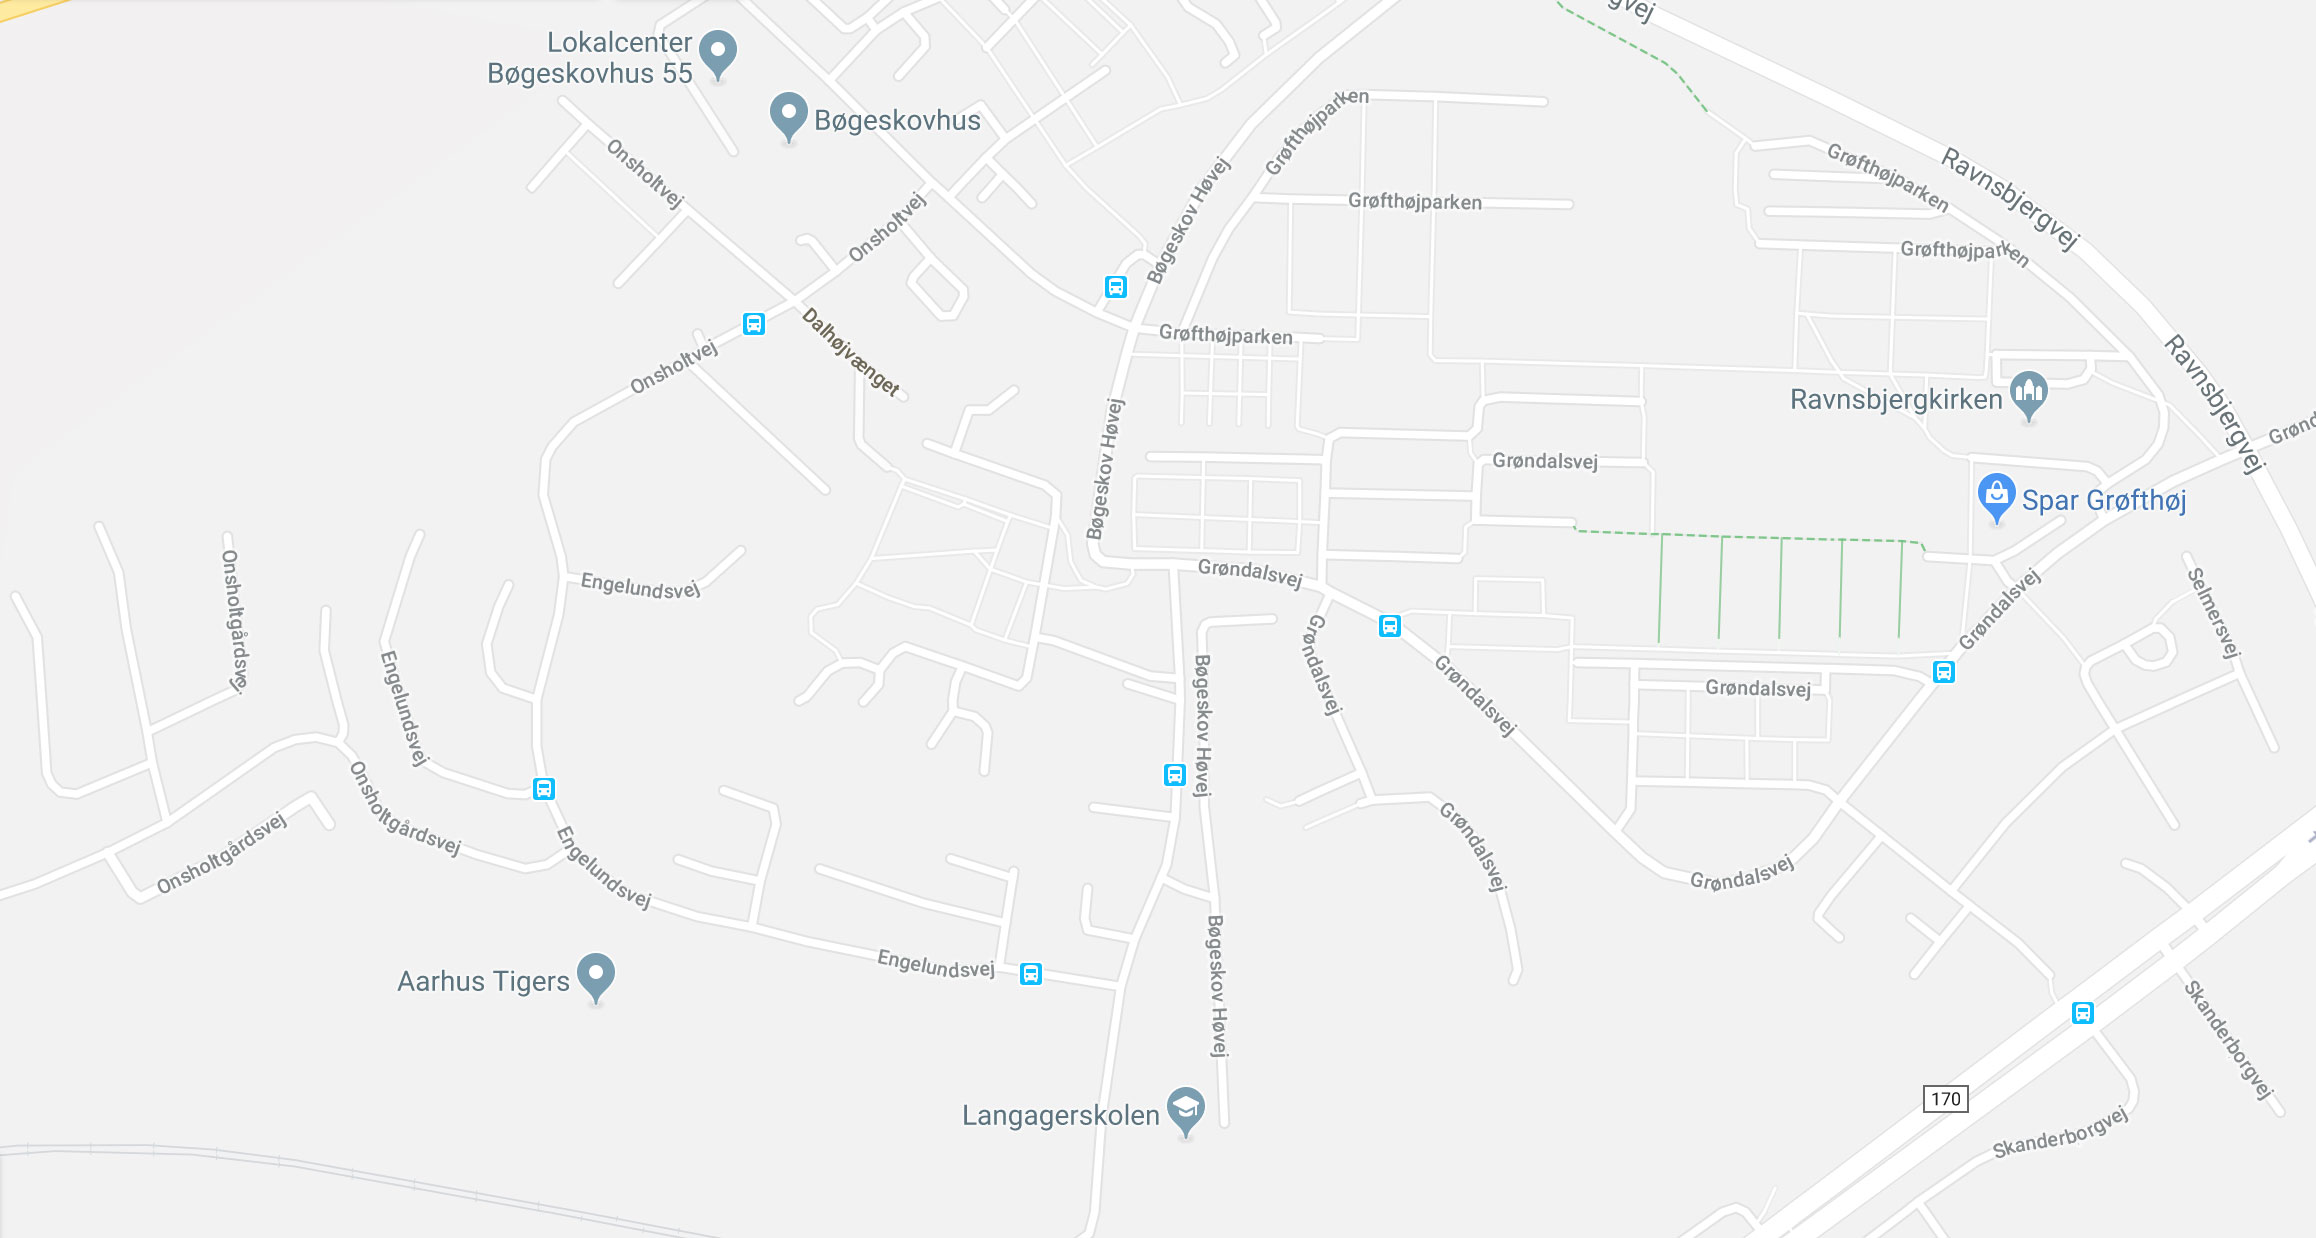 gvej
Lokalcenter
Bøgeskovhus 55
Bøgeskovhus
Grøfthøjparken
Onsholtvej
Bøgeskov Høvej
Grøfthøjparken
Ravnsbjergvej
Grøfthøjparken
Onsholtvej
Grøfthøjparken
Dalhøjvænget
Grøfthøjparken
Onsholtvej
Ravnsbjergvej
Ravnsbjergkirken
Grønd
Bøgeskov Høvej
Grøndalsvej
Spar Grøfthøj
Onsholtgårdsvej
Engelundsvej
Grøndalsvej
Grøndalsvej
Selmersvej
Engelundsvej
Bøgeskov Høvej
Grøndalsvej
Grøndalsvej
Grøndalsvej
Onsholtgårdsvej
Onsholtgårdsvej
Engelundsvej
Grøndalsvej
Grøndalsvej
Engelundsvej
Bøgeskov Høvej
Aarhus Tigers
Skanderborgvej
170
Langagerskolen
Skanderborgvej